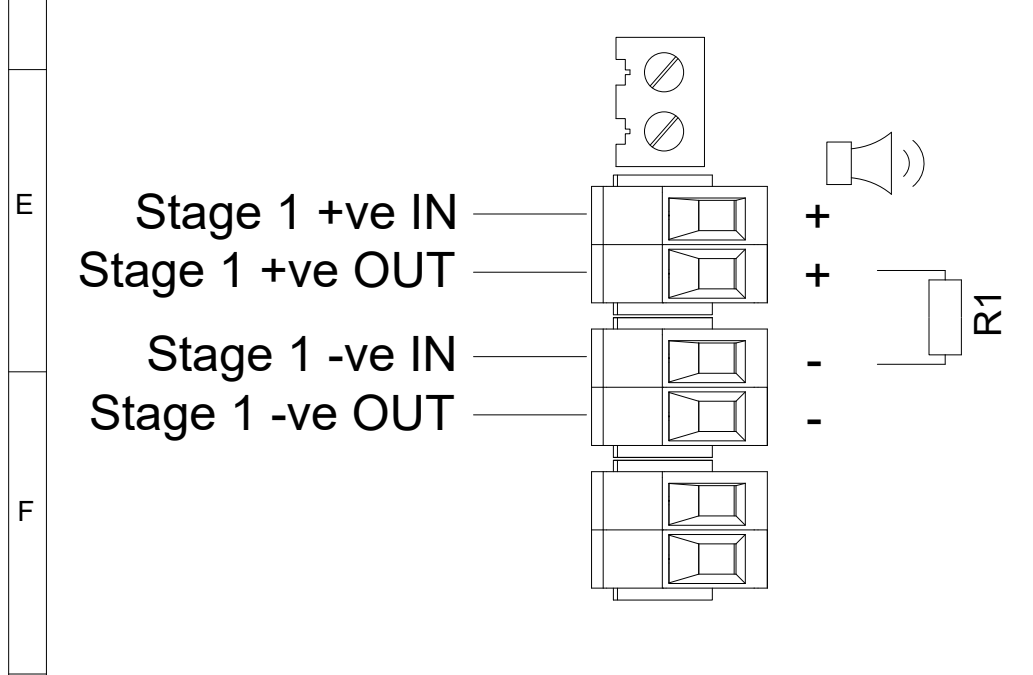 E
Stage 1 +ve IN
+
Stage 1 +ve OUT
+
R1
Stage 1 -ve IN
-
Stage 1 -ve OUT
-
F